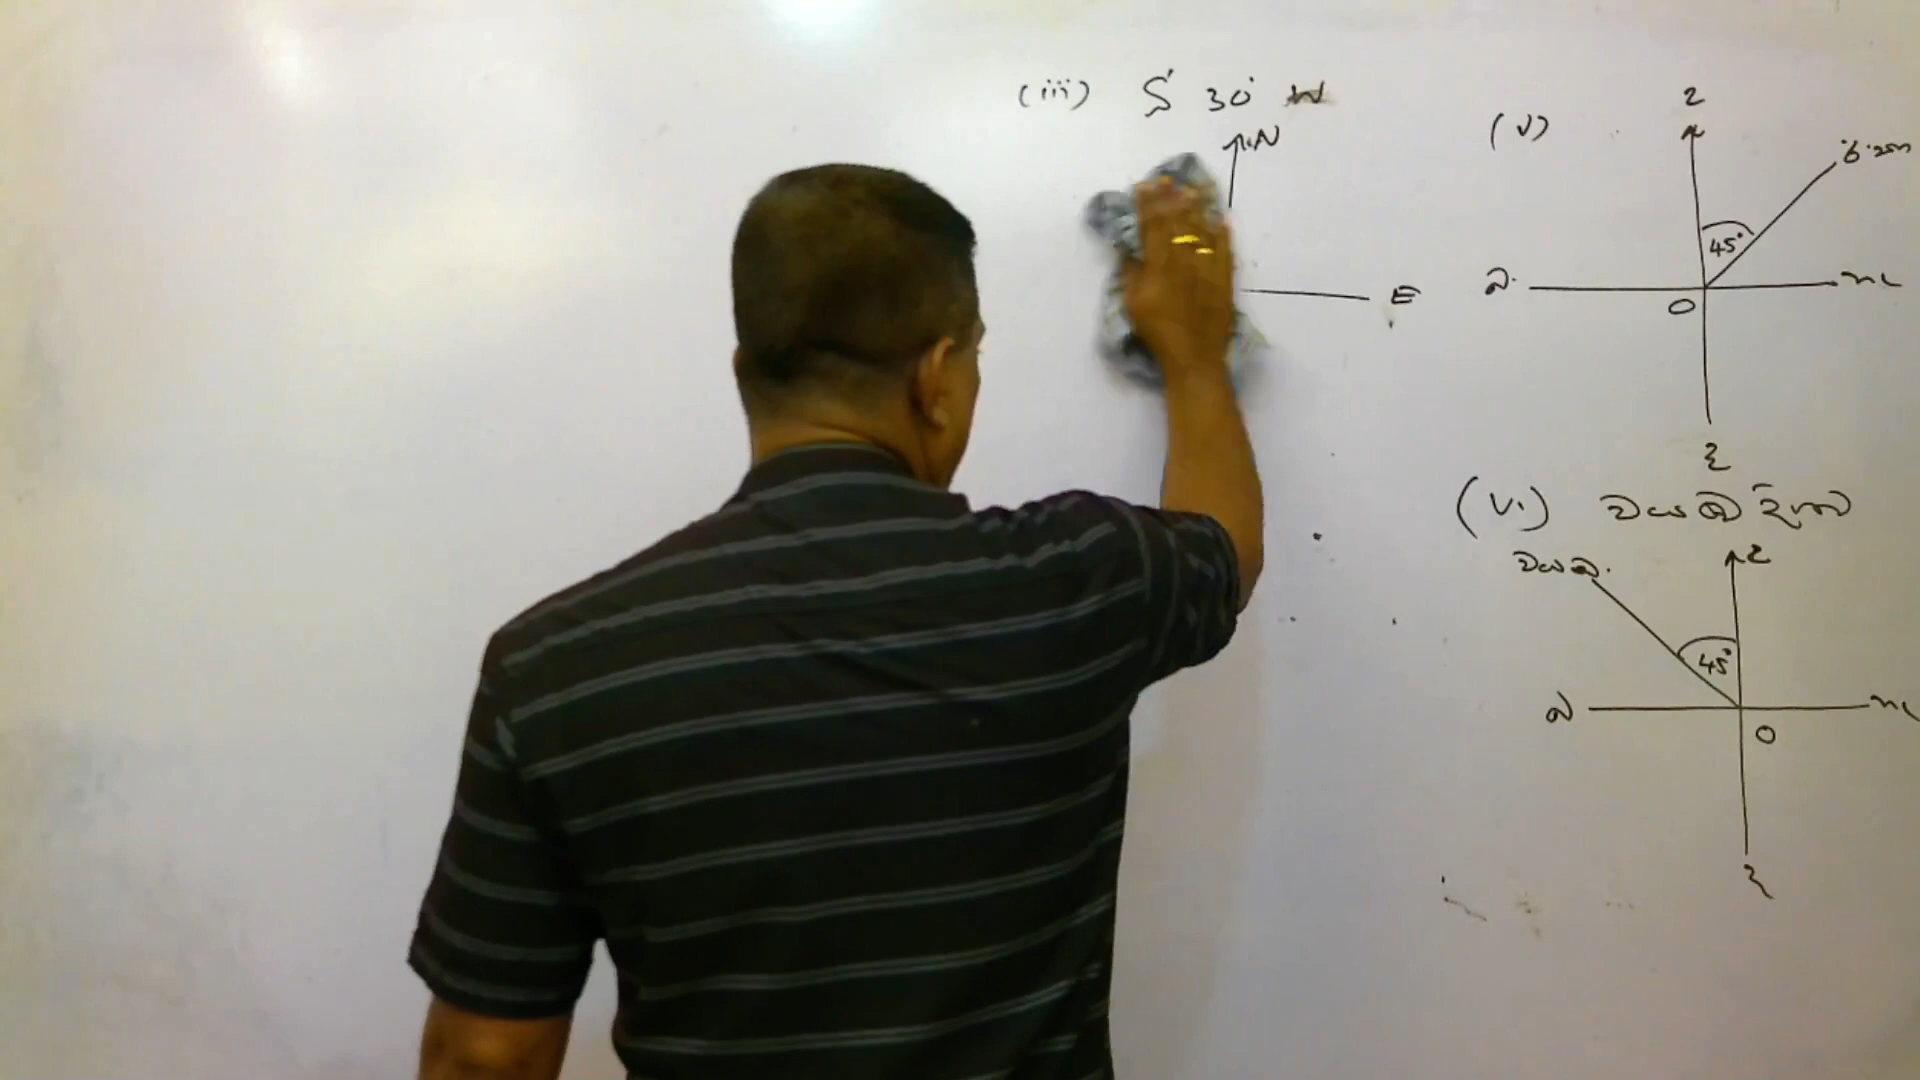 (iii) S 30° W
N
E
(v)
උ
45°
බ.
නැ
O
ද
(vi) වයඹ දිශාව
වයඹ.
උ
45°
බ
නැ
O
ද